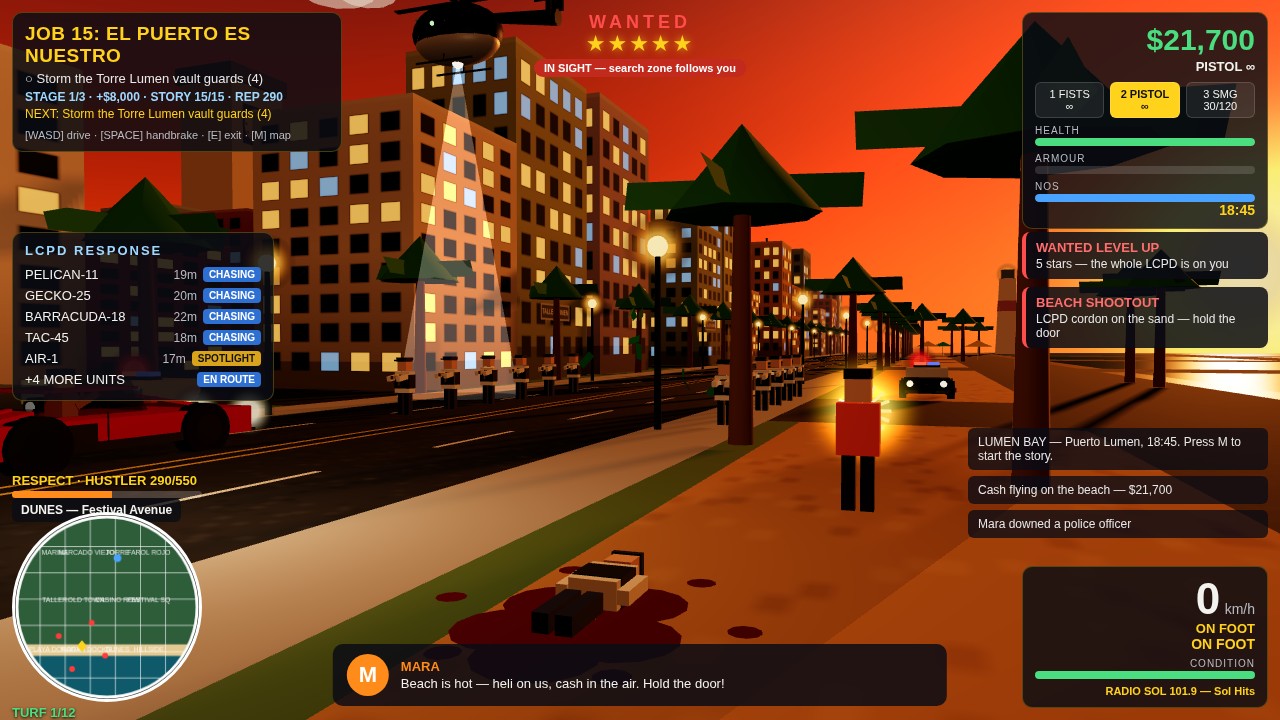 JOB 15: EL PUERTO ES
NUESTRO
○ Storm the Torre Lumen vault guards (4)
STAGE 1/3 · +$8,000 · STORY 15/15 · REP 290
NEXT: Storm the Torre Lumen vault guards (4)
[WASD] drive · [SPACE] handbrake · [E] exit · [M] map
WANTED
★★★★★
IN SIGHT — search zone follows you
$21,700
PISTOL ∞
1 FISTS
∞
2 PISTOL
∞
3 SMG
30/120
HEALTH
ARMOUR
NOS
18:45
WANTED LEVEL UP
5 stars — the whole LCPD is on you
BEACH SHOOTOUT
LCPD cordon on the sand — hold the
door
LCPD RESPONSE
PELICAN-11 19m CHASING
GECKO-25 20m CHASING
BARRACUDA-18 22m CHASING
TAC-45 18m CHASING
AIR-1 17m SPOTLIGHT
+4 MORE UNITS EN ROUTE
LUMEN BAY — Puerto Lumen, 18:45. Press M to
start the story.
Cash flying on the beach — $21,700
Mara downed a police officer
RESPECT · HUSTLER 290/550
DUNES — Festival Avenue
FAROL ROJO
DUNES
HILLSIDE
TURF 1/12
M
MARA
Beach is hot — heli on us, cash in the air. Hold the door!
0 km/h
ON FOOT
ON FOOT
CONDITION
RADIO SOL 101.9 — Sol Hits